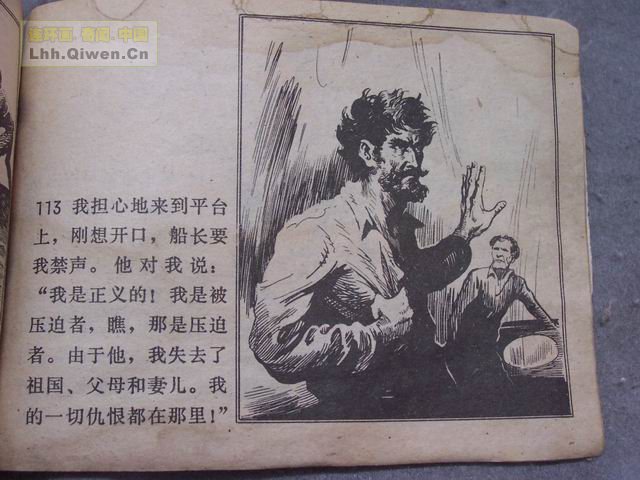 连环画·奇闻·中国
Lhh.Qiwen.Cn
113 我担心地来到平台
上，刚想开口，船长要
我禁声。他对我说：
“我是正义的！我是被
压迫者，瞧，那是压迫
者。由于他，我失去了
祖国、父母和妻儿。我
的一切仇恨都在那里！”